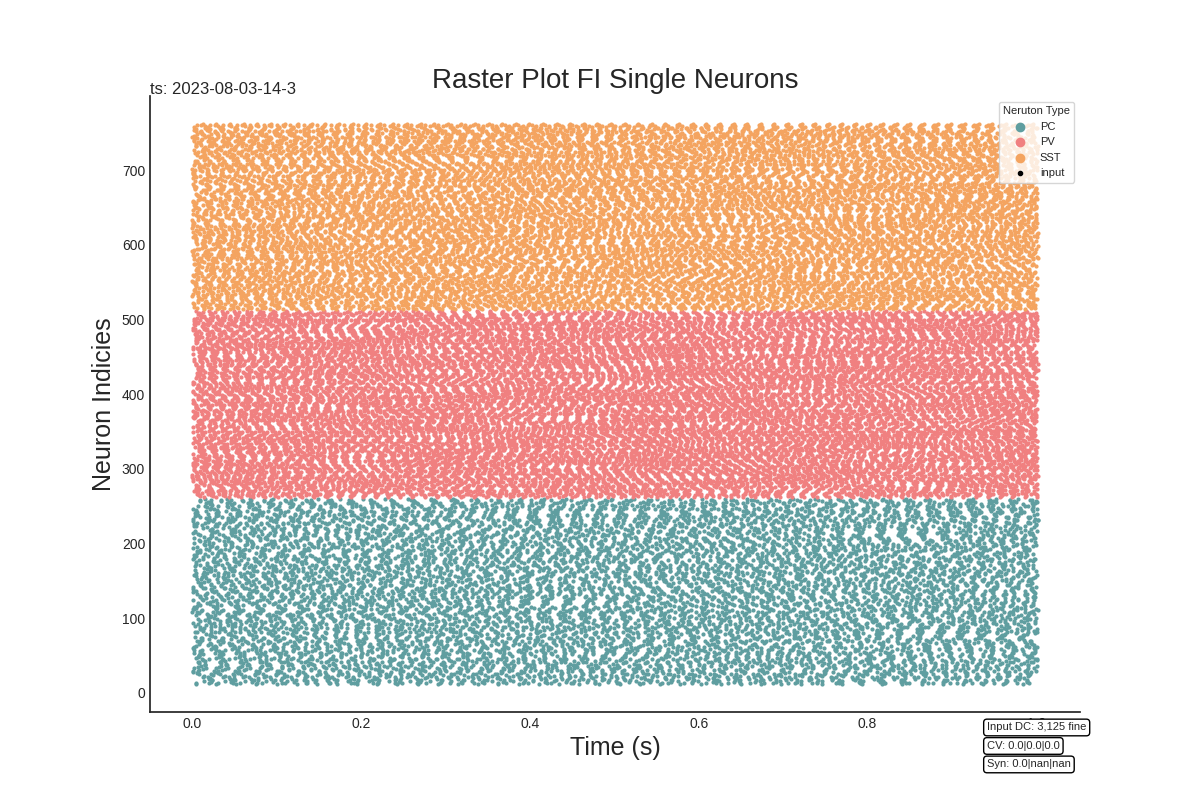 Raster Plot FI Single Neurons
ts: 2023-08-03-14-3
Neruton Type
PC
PV
SST
input
Neuron Indicies
700
600
500
400
300
200
100
0
0.0
0.2
0.4
0.6
0.8
Time (s)
Input DC: 3,125 fine
CV: 0.0|0.0|0.0
Syn: 0.0|nan|nan